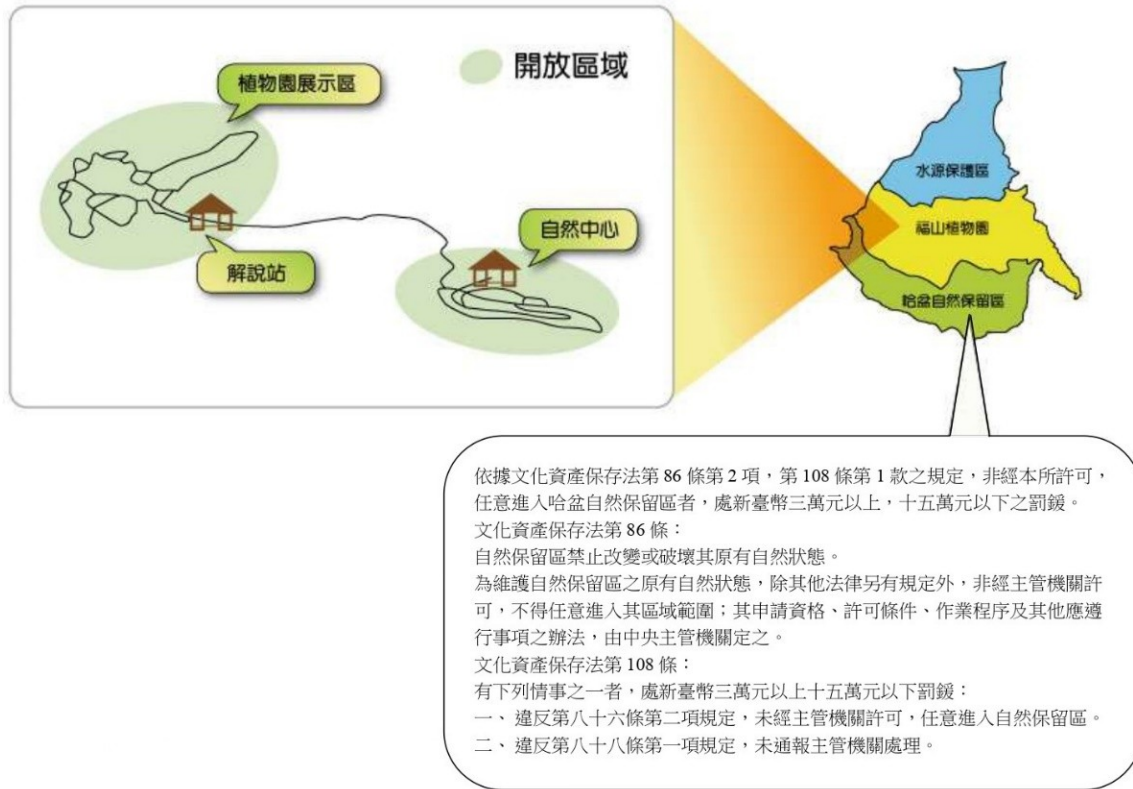 開放區域
植物園展示區
自然中心
解說站
水源保護區
福山植物園
哈盆自然保留區
依據文化資產保存法第 86 條第 2 項，第 108 條第 1 款之規定，非經本所許可，
任意進入哈盆自然保留區者，處新臺幣三萬元以上，十五萬元以下之罰鍰。
文化資產保存法第 86 條：
自然保留區禁止改變或破壞其原有自然狀態。
為維護自然保留區之原有自然狀態，除其他法律另有規定外，非經主管機關許
可，不得任意進入其區域範圍；其申請資格、許可條件、作業程序及其他應遵
行事項之辦法，由中央主管機關定之。
文化資產保存法第 108 條：
有下列情事之一者，處新臺幣三萬元以上十五萬元以下罰鍰：
一、 違反第八十六條第二項規定，未經主管機關許可，任意進入自然保留區。
二、 違反第八十八條第一項規定，未通報主管機關處理。